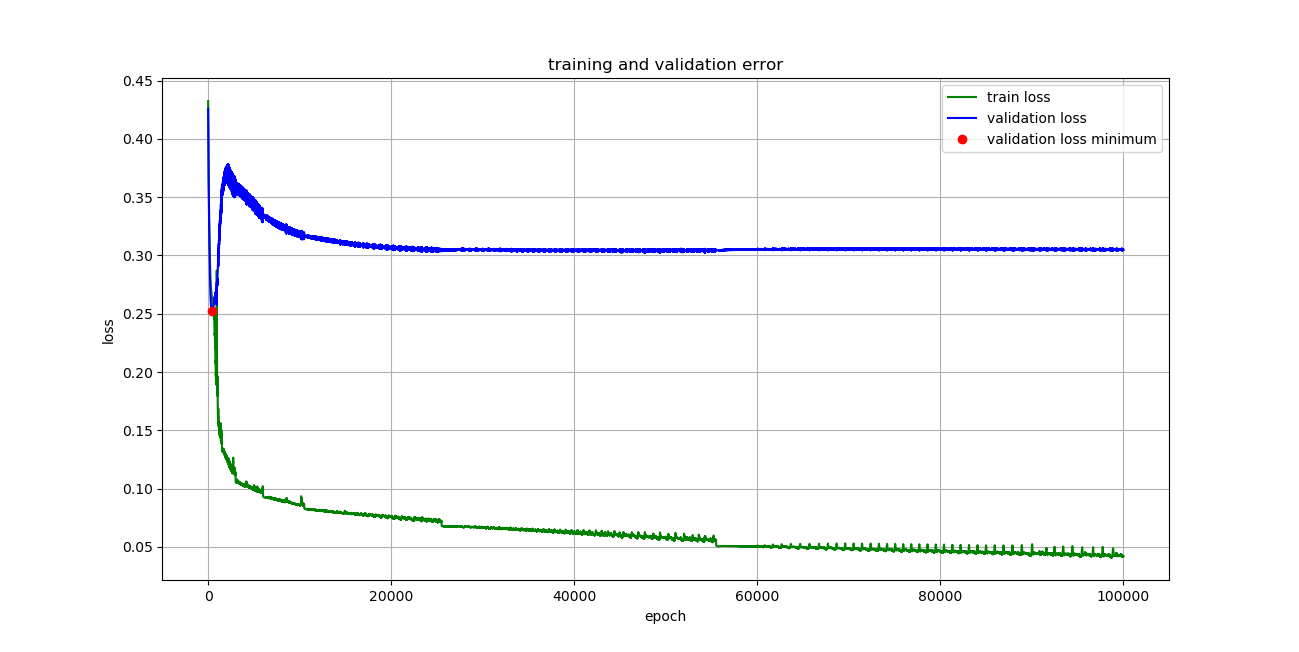 training and validation error
train loss
validation loss
validation loss minimum
0.45
0.40
0.35
0.30
0.25
0.20
0.15
0.10
0.05
loss
0
20000
40000
60000
80000
100000
epoch